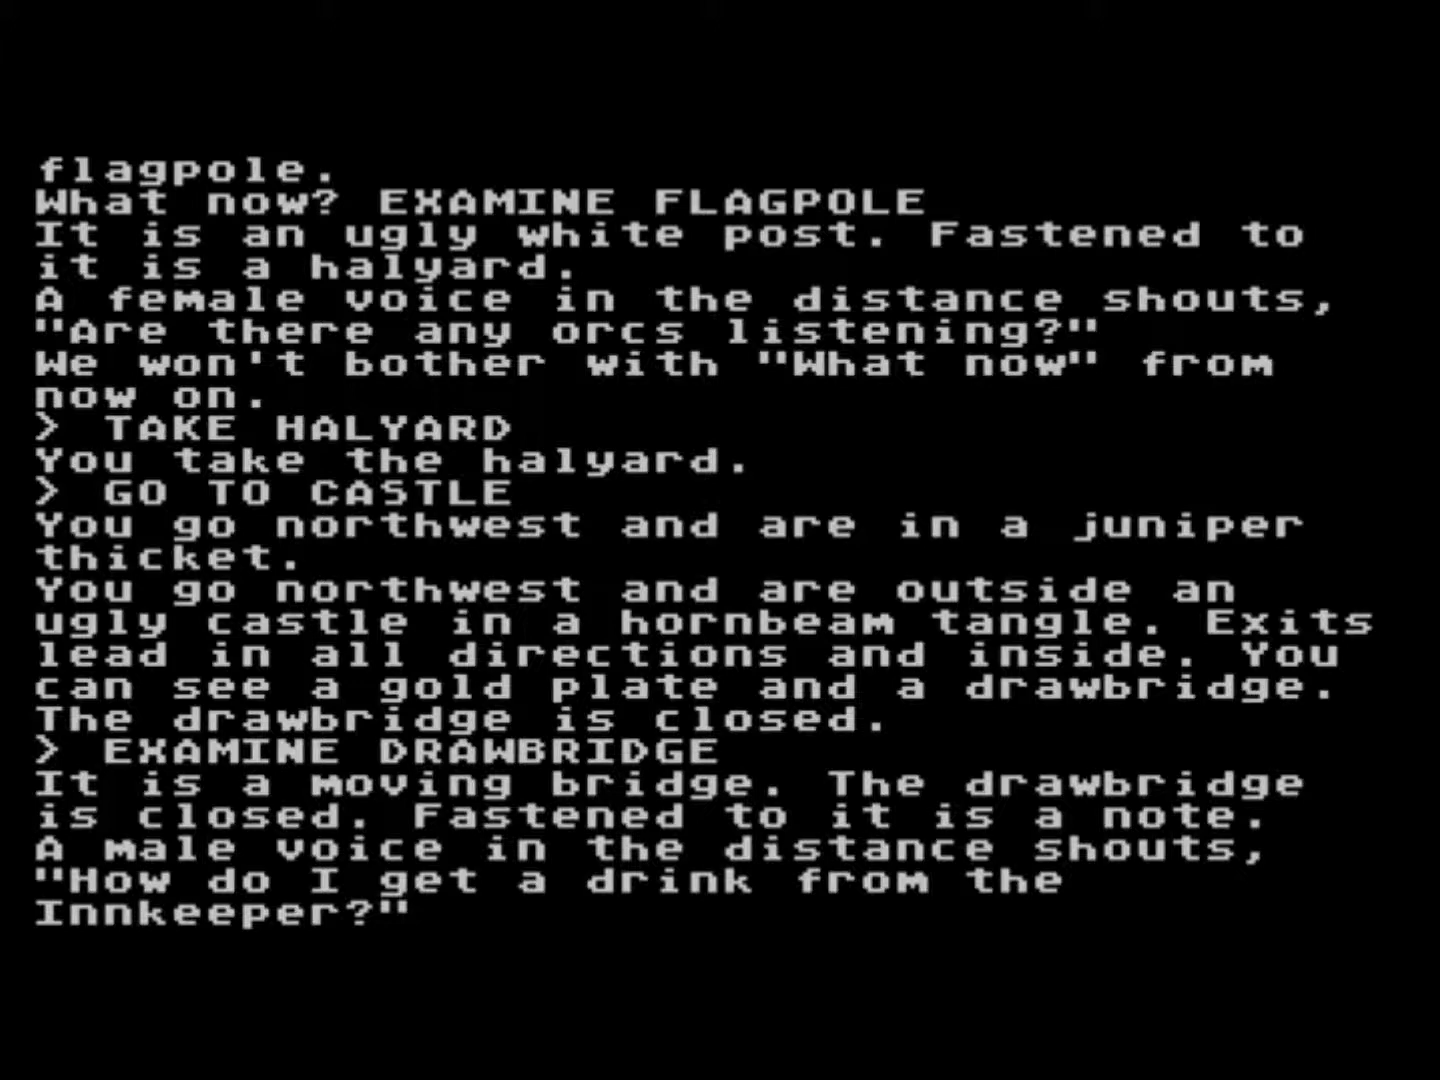 flagpole.
What now? EXAMINE FLAGPOLE
It is an ugly white post. Fastened to
it is a halyard.
A female voice in the distance shouts,
"Are there any orcs listening?"
We won't bother with "What now" from
now on.
> TAKE HALYARD
You take the halyard.
> GO TO CASTLE
You go northwest and are in a juniper
thicket.
You go northwest and are outside an
ugly castle in a hornbeam tangle. Exits
lead in all directions and inside. You
can see a gold plate and a drawbridge.
The drawbridge is closed.
> EXAMINE DRAWBRIDGE
It is a moving bridge. The drawbridge
is closed. Fastened to it is a note.
A male voice in the distance shouts,
"How do I get a drink from the
Innkeeper?"